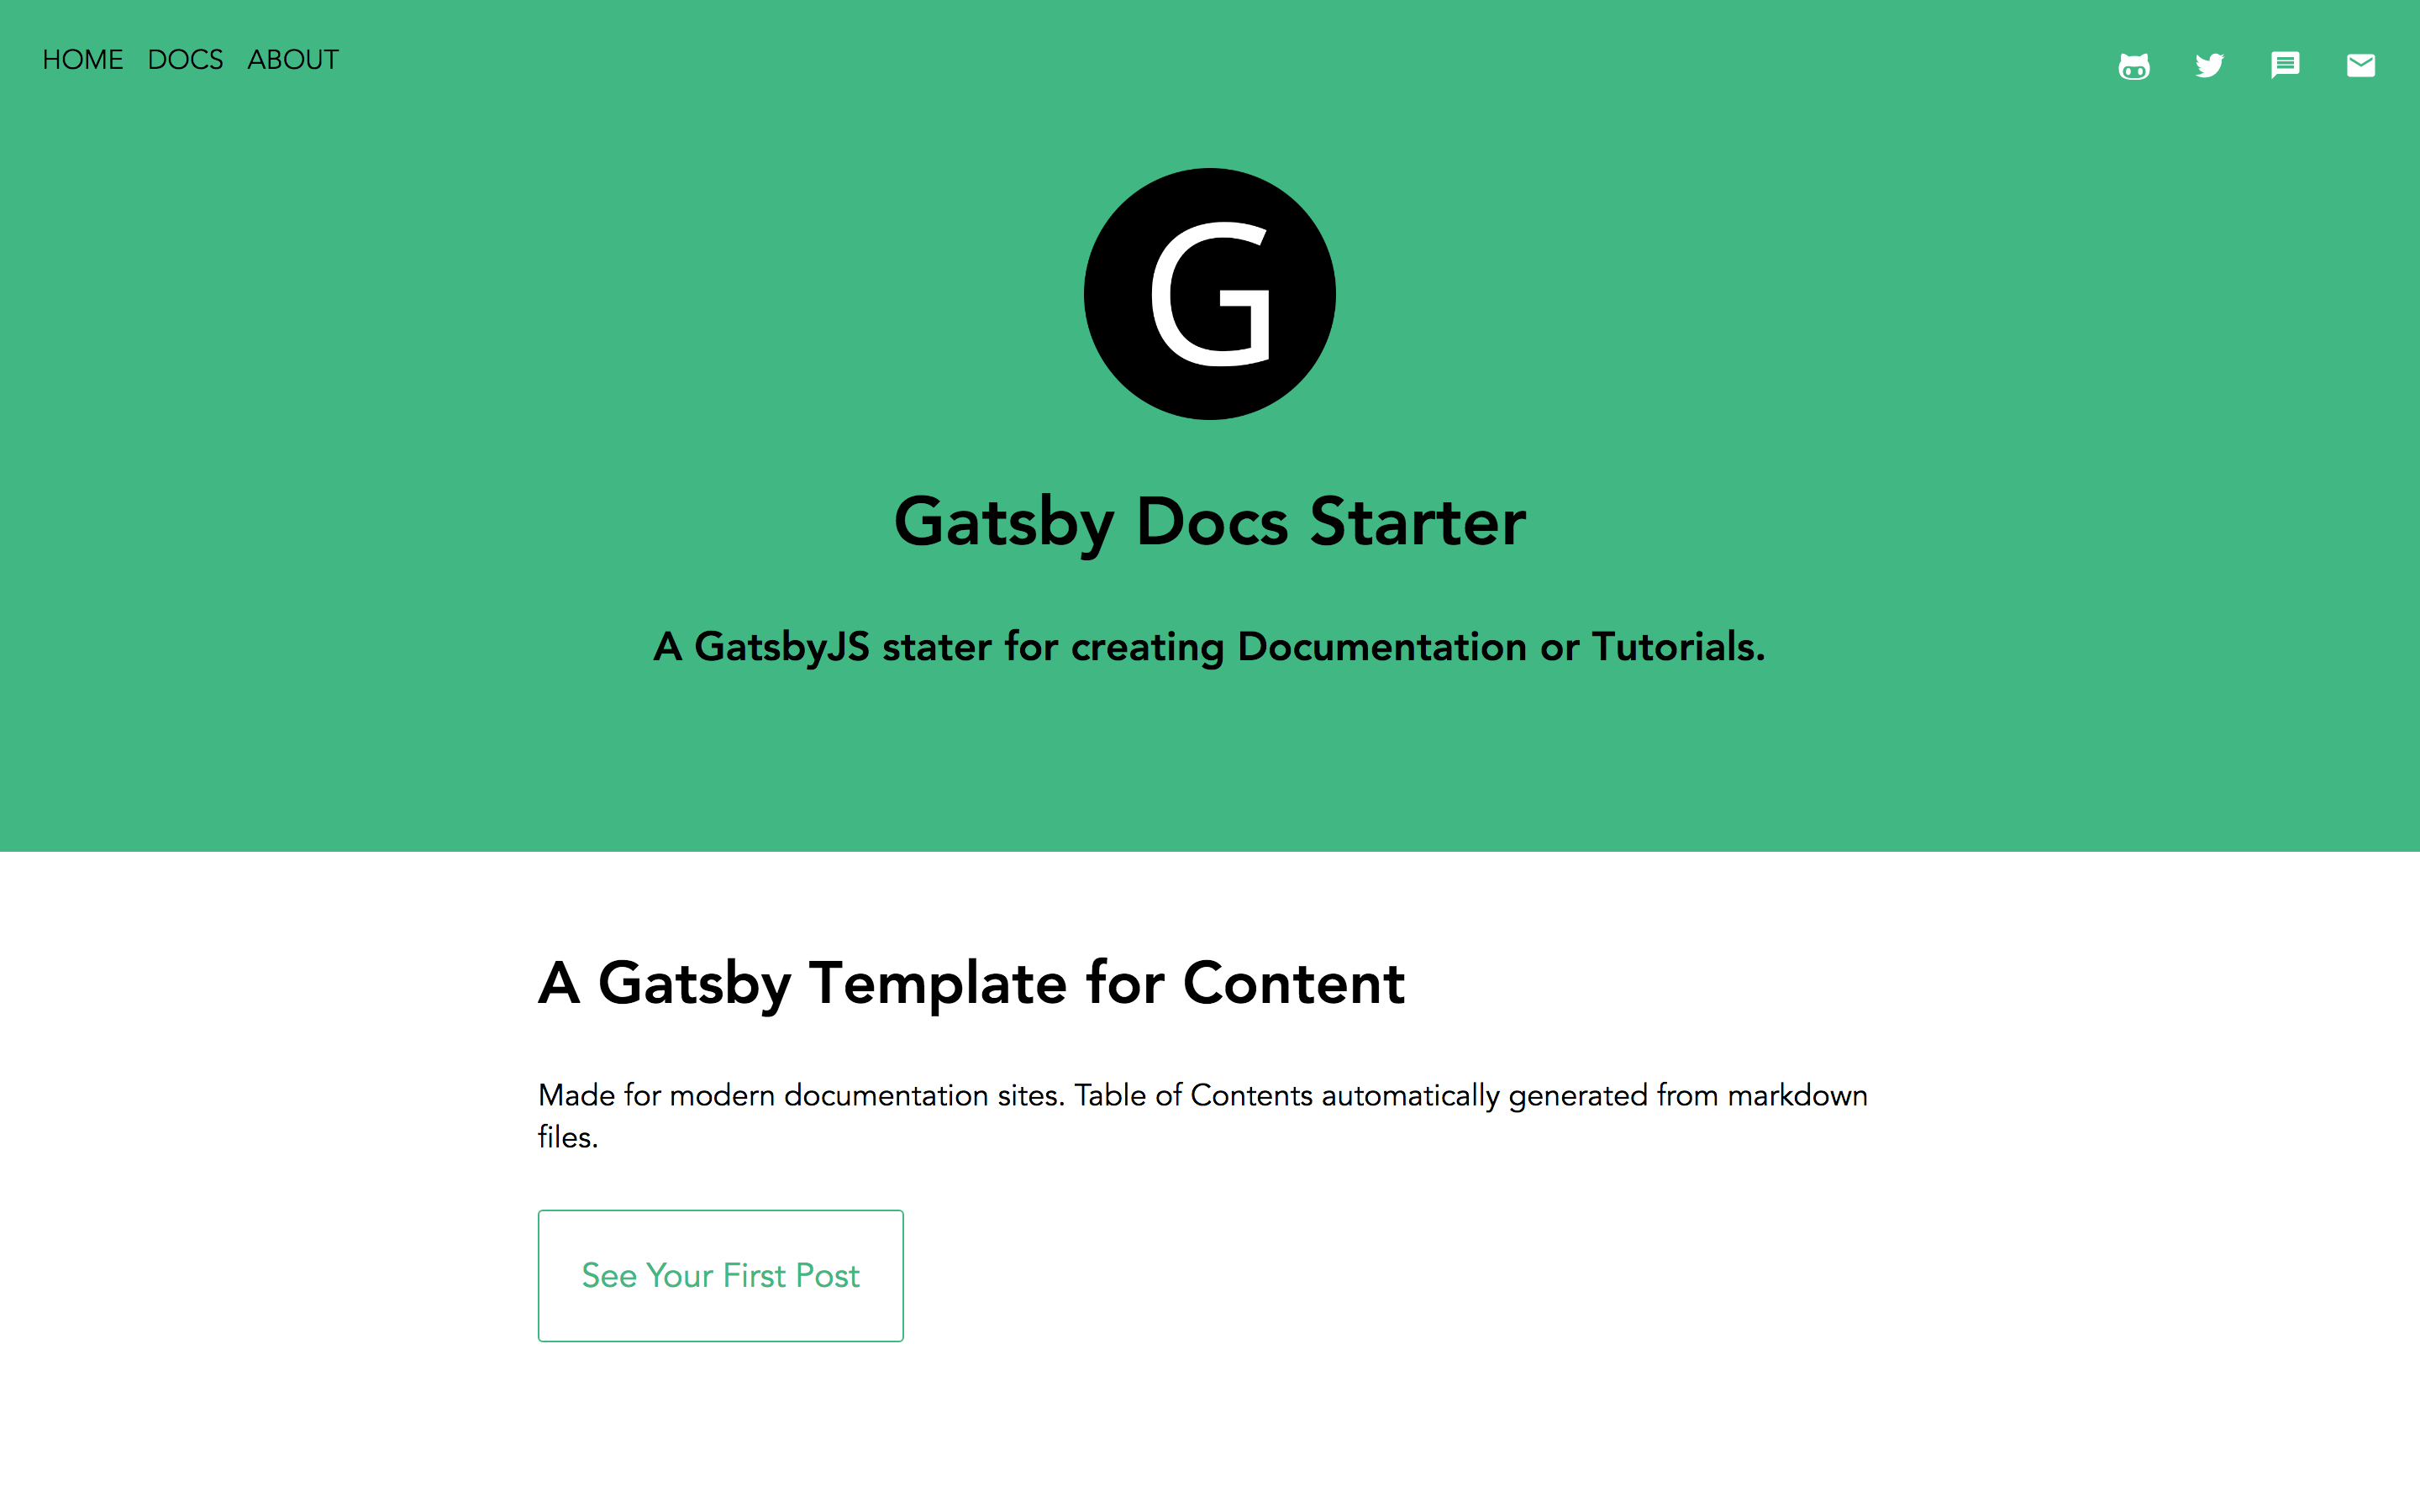 HOME DOCS ABOUT
G
Gatsby Docs Starter
A GatsbyJS stater for creating Documentation or Tutorials.
A Gatsby Template for Content
Made for modern documentation sites. Table of Contents automatically generated from markdown
files.
See Your First Post